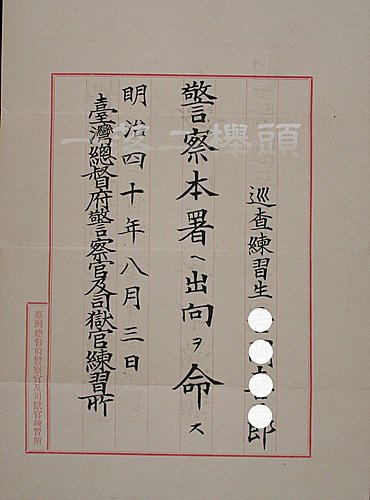 巡查練習生 郎
警察本署ヘ出向ヲ命ス
明治四十年八月三日
臺灣總督府警察官及司獄官練習所
臺灣總督府警察官及司獄官練習所